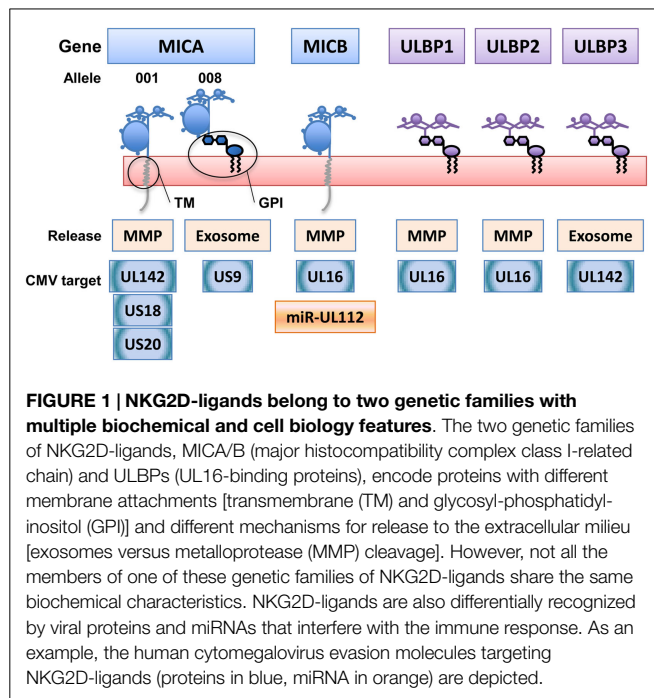 Gene MICA MICB ULBP1 ULBP2 ULBP3
Allele 001 008
TM GPI
Release MMP Exosome MMP MMP MMP Exosome
CMV target UL142 US9 UL16 UL16 UL16 UL142
US18 miR-UL112
US20
FIGURE 1 | NKG2D-ligands belong to two genetic families with
multiple biochemical and cell biology features. The two genetic families
of NKG2D-ligands, MICA/B (major histocompatibility complex class I-related
chain) and ULBPs (UL16-binding proteins), encode proteins with different
membrane attachments [transmembrane (TM) and glycosyl-phosphatidyl-
inositol (GPI)] and different mechanisms for release to the extracellular milieu
[exosomes versus metalloprotease (MMP) cleavage]. However, not all the
members of one of these genetic families of NKG2D-ligands share the same
biochemical characteristics. NKG2D-ligands are also differentially recognized
by viral proteins and miRNAs that interfere with the immune response. As an
example, the human cytomegalovirus evasion molecules targeting
NKG2D-ligands (proteins in blue, miRNA in orange) are depicted.